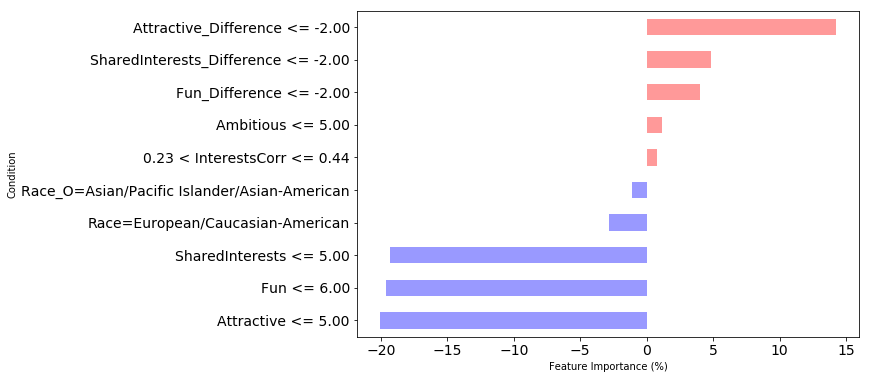 Attractive_Difference <= -2.00
SharedInterests_Difference <= -2.00
Fun_Difference <= -2.00
Ambitious <= 5.00
0.23 < InterestsCorr <= 0.44
Race_O=Asian/Pacific Islander/Asian-American
Race=European/Caucasian-American
SharedInterests <= 5.00
Fun <= 6.00
Attractive <= 5.00
Condition
−20 −15 −10 −5 0 5 10 15
Feature Importance (%)